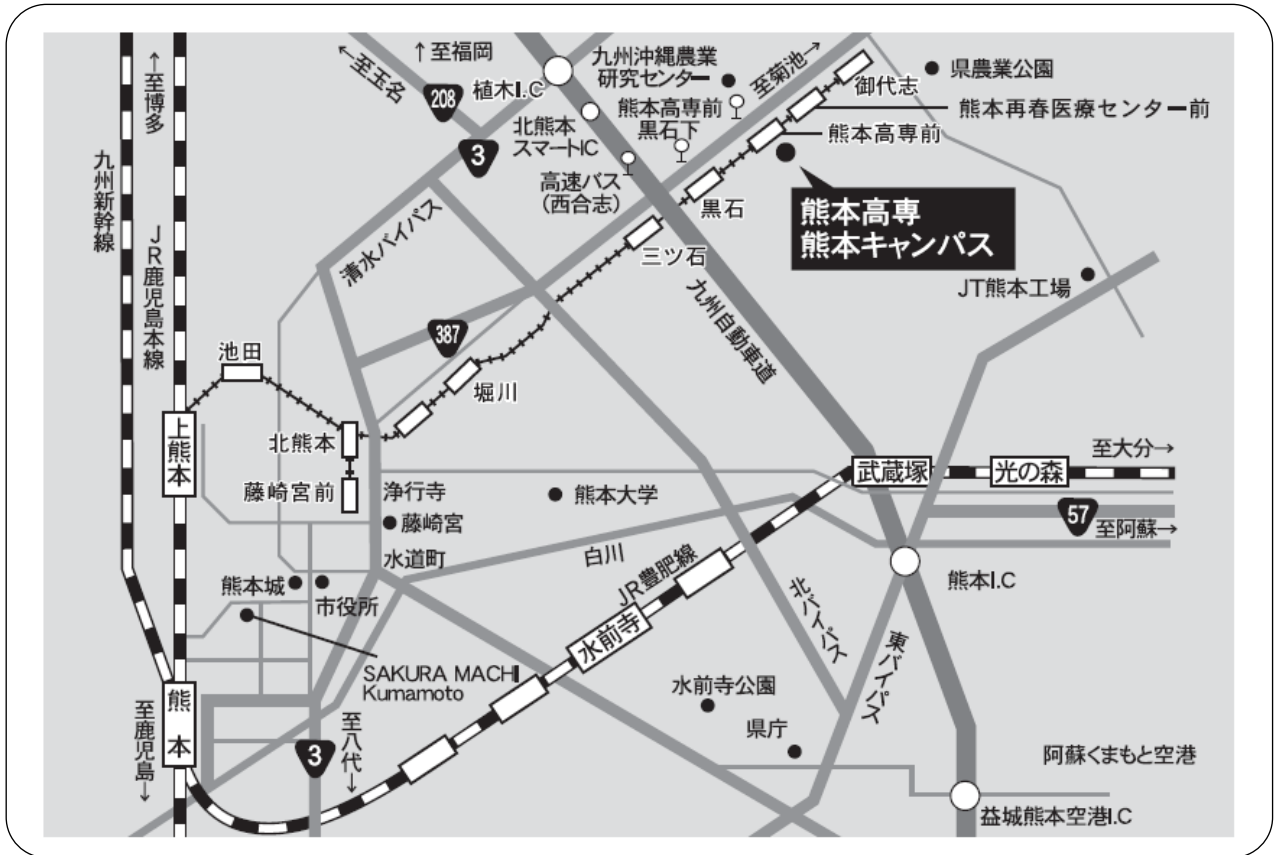 ↑至博多
九州新幹線
JR鹿児島本線
←至玉名
↑至福岡
208
植木I.C
3
北熊本
スマートIC
九州沖縄農業
研究センター
熊本高専前
黒石下
高速バス
(西合志)
至菊池→
御代志
県農業公園
熊本再春医療センター前
熊本高専前
黒石
三ツ石
熊本高専
熊本キャンパス
JT熊本工場
清水バイパス
九州自動車道
387
堀川
池田
上熊本
北熊本
藤崎宮前
浄行寺
藤崎宮
水道町
熊本大学
白川
武蔵塚
光の森
至大分→
57
至阿蘇→
熊本I.C
熊本城
市役所
SAKURA MACHI
Kumamoto
JR豊肥線
水前寺
北バイパス
東バイパス
水前寺公園
県庁
熊本
至鹿児島→
3
至八代→
阿蘇くまもと空港
益城熊本空港I.C